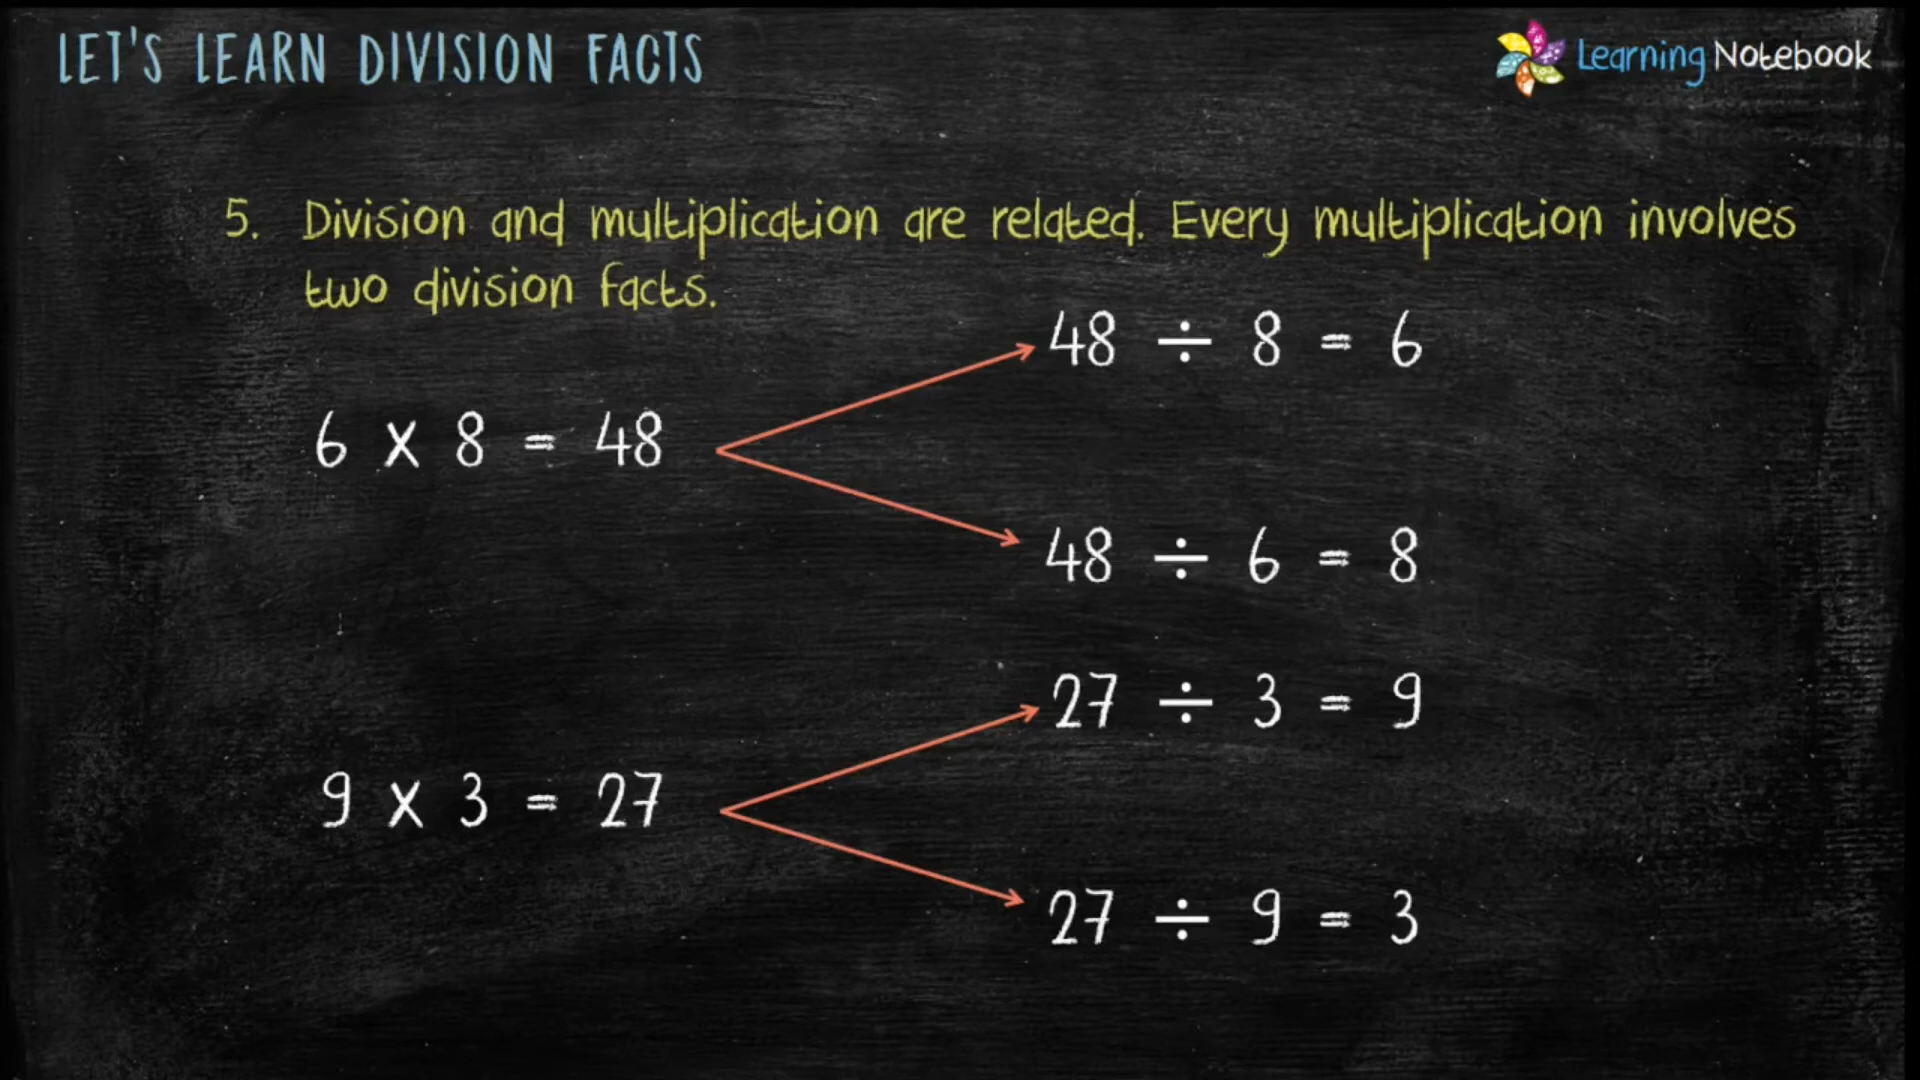 LET'S LEARN DIVISION FACTS
Learning Notebook
5. Division and multiplication are related. Every multiplication involves
two division facts.
48 ÷ 8 = 6
6 x 8 = 48
48 ÷ 6 = 8
27 ÷ 3 = 9
9 x 3 = 27
27 ÷ 9 = 3